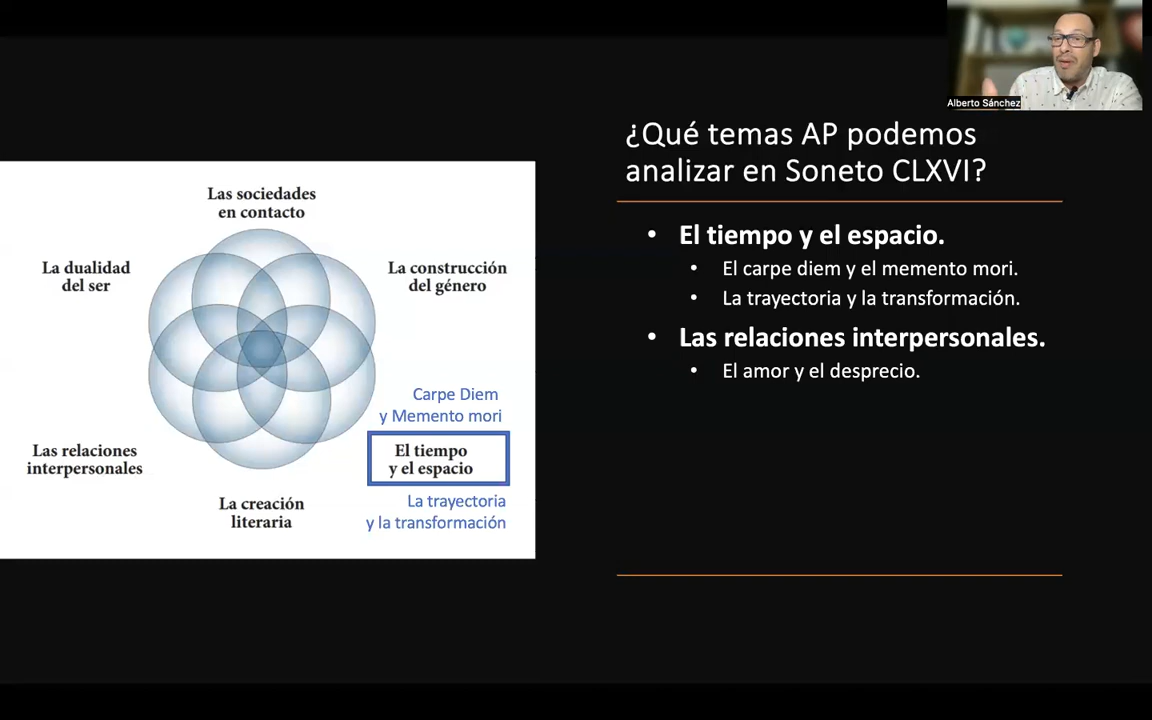 Alberto Sánchez
¿Qué temas AP podemos
analizar en Soneto CLXVI?
Las sociedades
en contacto
La dualidad
del ser
La construcción
del género
Carpe Diem
y Memento mori
Las relaciones
interpersonales
El tiempo
y el espacio
La creación
literaria
La trayectoria
y la transformación
• El tiempo y el espacio.
• El carpe diem y el memento mori.
• La trayectoria y la transformación.
• Las relaciones interpersonales.
• El amor y el desprecio.